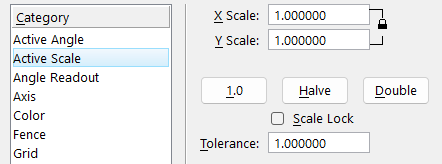 Category
Active Angle
Active Scale
Angle Readout
Axis
Color
Fence
Grid
X Scale: 1.000000
Y Scale: 1.000000
1.0 Halve Double
Scale Lock
Tolerance: 1.000000